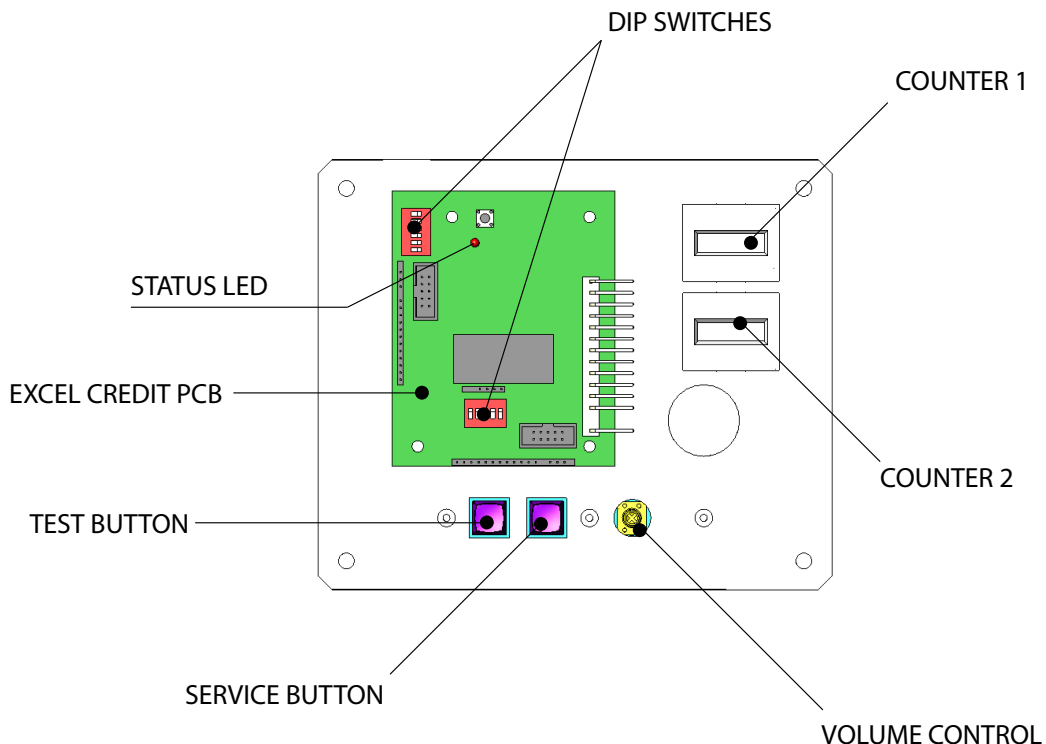 DIP SWITCHES
COUNTER 1
STATUS LED
EXCEL CREDIT PCB
COUNTER 2
TEST BUTTON
SERVICE BUTTON
VOLUME CONTROL